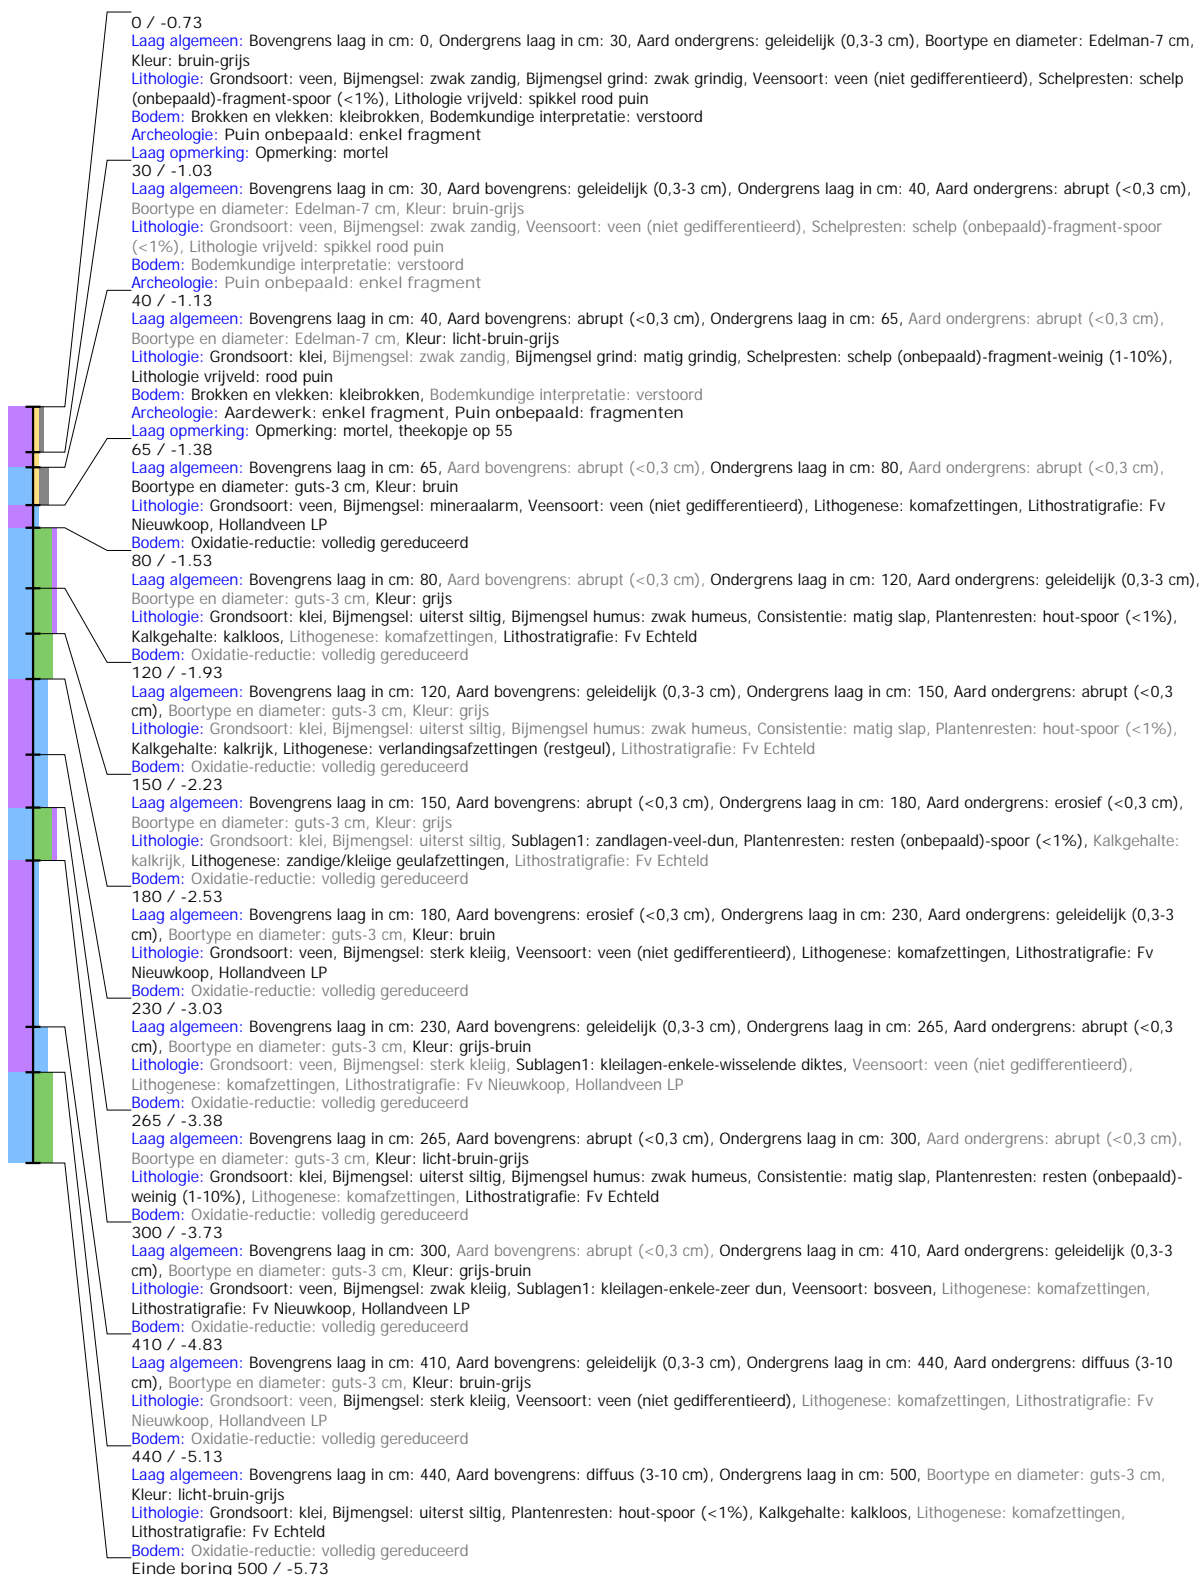 0 / -0.73
Laag algemeen: Bovengrens laag in cm: 0, Ondergrens laag in cm: 30, Aard ondergrens: geleidelijk (0,3-3 cm), Boortype en diameter: Edelman-7 cm,
Kleur: bruin-grijs
Lithologie: Grondsoort: veen, Bijmengsel: zwak zandig, Bijmengsel grind: zwak grindig, Veensoort: veen (niet gedifferentieerd), Schelpresten: schelp
(onbepaald)-fragment-spoor (<1%), Lithologie vrijveld: spikkel rood puin
Bodem: Brokken en vlekken: kleibrokken, Bodemkundige interpretatie: verstoord
Archeologie: Puin onbepaald: enkel fragment
Laag opmerking: Opmerking: mortel
30 / -1.03
Laag algemeen: Bovengrens laag in cm: 30, Aard bovengrens: geleidelijk (0,3-3 cm), Ondergrens laag in cm: 40, Aard ondergrens: abrupt (<0,3 cm),
Boortype en diameter: Edelman-7 cm, Kleur: bruin-grijs
Lithologie: Grondsoort: veen, Bijmengsel: zwak zandig, Veensoort: veen (niet gedifferentieerd), Schelpresten: schelp (onbepaald)-fragment-spoor
(<1%), Lithologie vrijveld: spikkel rood puin
Bodem: Bodemkundige interpretatie: verstoord
Archeologie: Puin onbepaald: enkel fragment
40 / -1.13
Laag algemeen: Bovengrens laag in cm: 40, Aard bovengrens: abrupt (<0,3 cm), Ondergrens laag in cm: 65, Aard ondergrens: abrupt (<0,3 cm),
Boortype en diameter: Edelman-7 cm, Kleur: licht-bruin-grijs
Lithologie: Grondsoort: klei, Bijmengsel: zwak zandig, Bijmengsel grind: matig grindig, Schelpresten: schelp (onbepaald)-fragment-weinig (1-10%),
Lithologie vrijveld: rood puin
Bodem: Brokken en vlekken: kleibrokken, Bodemkundige interpretatie: verstoord
Archeologie: Aardewerk: enkel fragment, Puin onbepaald: fragmenten
Laag opmerking: Opmerking: mortel, theekopje op 55
65 / -1.38
Laag algemeen: Bovengrens laag in cm: 65, Aard bovengrens: abrupt (<0,3 cm), Ondergrens laag in cm: 80, Aard ondergrens: abrupt (<0,3 cm),
Boortype en diameter: guts-3 cm, Kleur: bruin
Lithologie: Grondsoort: veen, Bijmengsel: mineraalarm, Veensoort: veen (niet gedifferentieerd), Lithogenese: komafzettingen, Lithostratigrafie: Fv
Nieuwkoop, Hollandveen LP
Bodem: Oxidatie-reductie: volledig gereduceerd
80 / -1.53
Laag algemeen: Bovengrens laag in cm: 80, Aard bovengrens: abrupt (<0,3 cm), Ondergrens laag in cm: 120, Aard ondergrens: geleidelijk (0,3-3 cm),
Boortype en diameter: guts-3 cm, Kleur: grijs
Lithologie: Grondsoort: klei, Bijmengsel: uiterst siltig, Bijmengsel humus: zwak humeus, Consistentie: matig slap, Plantenresten: hout-spoor (<1%),
Kalkgehalte: kalkloos, Lithogenese: komafzettingen, Lithostratigrafie: Fv Echteld
Bodem: Oxidatie-reductie: volledig gereduceerd
120 / -1.93
Laag algemeen: Bovengrens laag in cm: 120, Aard bovengrens: geleidelijk (0,3-3 cm), Ondergrens laag in cm: 150, Aard ondergrens: abrupt (<0,3
cm), Boortype en diameter: guts-3 cm, Kleur: grijs
Lithologie: Grondsoort: klei, Bijmengsel: uiterst siltig, Bijmengsel humus: zwak humeus, Consistentie: matig slap, Plantenresten: hout-spoor (<1%),
Kalkgehalte: kalkrijk, Lithogenese: verlandingsafzettingen (restgeul), Lithostratigrafie: Fv Echteld
Bodem: Oxidatie-reductie: volledig gereduceerd
150 / -2.23
Laag algemeen: Bovengrens laag in cm: 150, Aard bovengrens: abrupt (<0,3 cm), Ondergrens laag in cm: 180, Aard ondergrens: erosief (<0,3 cm),
Boortype en diameter: guts-3 cm, Kleur: grijs
Lithologie: Grondsoort: klei, Bijmengsel: uiterst siltig, Sublagen1: zandlagen-veel-dun, Plantenresten: resten (onbepaald)-spoor (<1%), Kalkgehalte:
kalkrijk, Lithogenese: zandige/kleiige geulafzettingen, Lithostratigrafie: Fv Echteld
Bodem: Oxidatie-reductie: volledig gereduceerd
180 / -2.53
Laag algemeen: Bovengrens laag in cm: 180, Aard bovengrens: erosief (<0,3 cm), Ondergrens laag in cm: 230, Aard ondergrens: geleidelijk (0,3-3
cm), Boortype en diameter: guts-3 cm, Kleur: bruin
Lithologie: Grondsoort: veen, Bijmengsel: sterk kleiig, Veensoort: veen (niet gedifferentieerd), Lithogenese: komafzettingen, Lithostratigrafie: Fv
Nieuwkoop, Hollandveen LP
Bodem: Oxidatie-reductie: volledig gereduceerd
230 / -3.03
Laag algemeen: Bovengrens laag in cm: 230, Aard bovengrens: geleidelijk (0,3-3 cm), Ondergrens laag in cm: 265, Aard ondergrens: abrupt (<0,3
cm), Boortype en diameter: guts-3 cm, Kleur: grijs-bruin
Lithologie: Grondsoort: veen, Bijmengsel: sterk kleiig, Sublagen1: kleilagen-enkele-wisselende diktes, Veensoort: veen (niet gedifferentieerd),
Lithogenese: komafzettingen, Lithostratigrafie: Fv Nieuwkoop, Hollandveen LP
Bodem: Oxidatie-reductie: volledig gereduceerd
265 / -3.38
Laag algemeen: Bovengrens laag in cm: 265, Aard bovengrens: abrupt (<0,3 cm), Ondergrens laag in cm: 300, Aard ondergrens: abrupt (<0,3 cm),
Boortype en diameter: guts-3 cm, Kleur: licht-bruin-grijs
Lithologie: Grondsoort: klei, Bijmengsel: uiterst siltig, Bijmengsel humus: zwak humeus, Consistentie: matig slap, Plantenresten: resten (onbepaald)-
weinig (1-10%), Lithogenese: komafzettingen, Lithostratigrafie: Fv Echteld
Bodem: Oxidatie-reductie: volledig gereduceerd
300 / -3.73
Laag algemeen: Bovengrens laag in cm: 300, Aard bovengrens: abrupt (<0,3 cm), Ondergrens laag in cm: 410, Aard ondergrens: geleidelijk (0,3-3
cm), Boortype en diameter: guts-3 cm, Kleur: grijs-bruin
Lithologie: Grondsoort: veen, Bijmengsel: zwak kleiig, Sublagen1: kleilagen-enkele-zeer dun, Veensoort: bosveen, Lithogenese: komafzettingen,
Lithostratigrafie: Fv Nieuwkoop, Hollandveen LP
Bodem: Oxidatie-reductie: volledig gereduceerd
410 / -4.83
Laag algemeen: Bovengrens laag in cm: 410, Aard bovengrens: geleidelijk (0,3-3 cm), Ondergrens laag in cm: 440, Aard ondergrens: diffuus (3-10
cm), Boortype en diameter: guts-3 cm, Kleur: bruin-grijs
Lithologie: Grondsoort: veen, Bijmengsel: sterk kleiig, Veensoort: veen (niet gedifferentieerd), Lithogenese: komafzettingen, Lithostratigrafie: Fv
Nieuwkoop, Hollandveen LP
Bodem: Oxidatie-reductie: volledig gereduceerd
440 / -5.13
Laag algemeen: Bovengrens laag in cm: 440, Aard bovengrens: diffuus (3-10 cm), Ondergrens laag in cm: 500, Boortype en diameter: guts-3 cm,
Kleur: licht-bruin-grijs
Lithologie: Grondsoort: klei, Bijmengsel: uiterst siltig, Plantenresten: hout-spoor (<1%), Kalkgehalte: kalkloos, Lithogenese: komafzettingen,
Lithostratigrafie: Fv Echteld
Bodem: Oxidatie-reductie: volledig gereduceerd
Einde boring 500 / -5.73